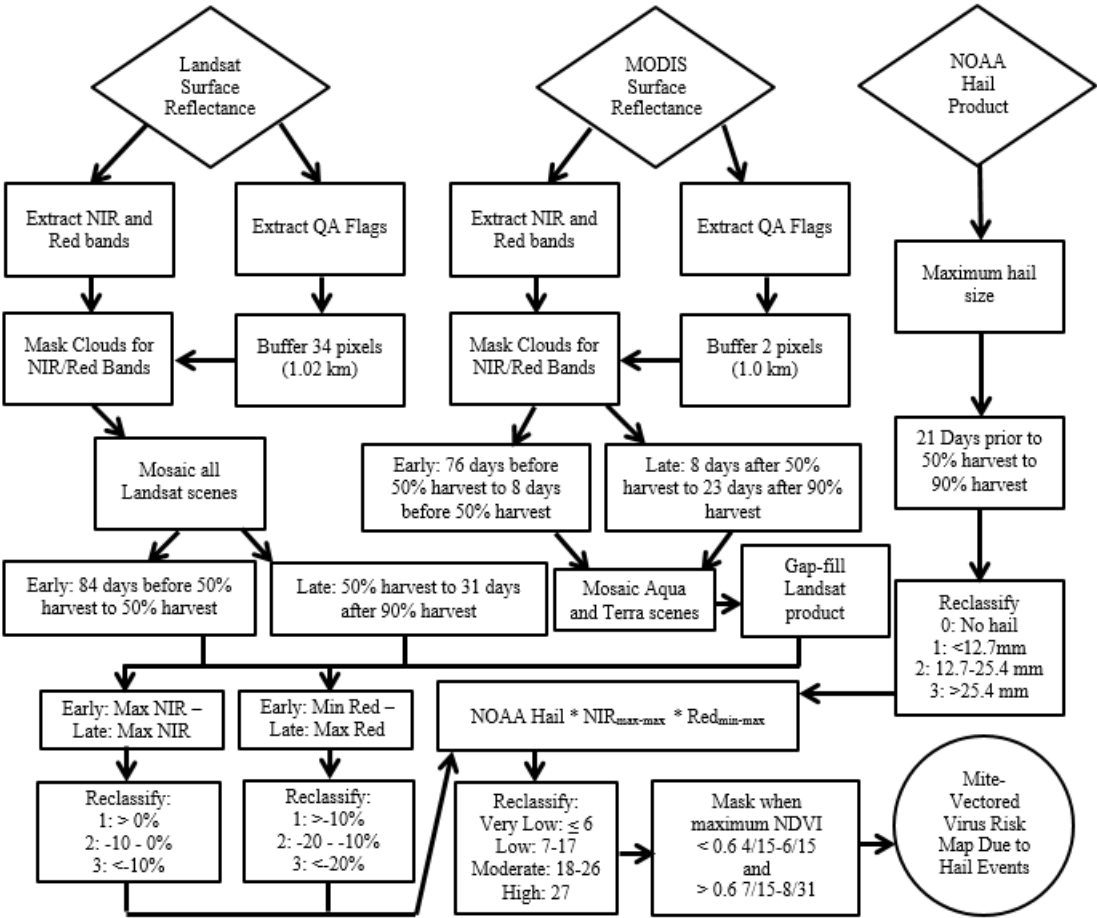 Landsat
Surface
Reflectance
MODIS
Surface
Reflectance
NOAA
Hail
Product
Extract NIR and
Red bands
Extract QA Flags
Extract NIR and
Red bands
Extract QA Flags
Maximum hail
size
Mask Clouds for
NIR/Red Bands
Buffer 34 pixels
(1.02 km)
Mask Clouds for
NIR/Red Bands
Buffer 2 pixels
(1.0 km)
21 Days prior to
50% harvest to
90% harvest
Mosaic all
Landsat scenes
Early: 76 days before
50% harvest to 8 days
before 50% harvest
Late: 8 days after 50%
harvest to 23 days after 90%
harvest
Early: 84 days before 50%
harvest to 50% harvest
Late: 50% harvest to 31 days
after 90% harvest
Mosaic Aqua
and Terra scenes
Gap-fill
Landsat
product
Reclassify
0: No hail
1: <12.7mm
2: 12.7-25.4 mm
3: >25.4 mm
Early: Max NIR –
Late: Max NIR
Early: Min Red –
Late: Max Red
NOAA Hail * NIRmax-max * Redmin-max
Reclassify:
1: > 0%
2: -10 - 0%
3: <-10%
Reclassify:
1: >-10%
2: -20 - -10%
3: <-20%
Reclassify:
Very Low: ≤ 6
Low: 7-17
Moderate: 18-26
High: 27
Mask when
maximum NDVI
< 0.6 4/15-6/15
and
> 0.6 7/15-8/31
Mite-
Vectored
Virus Risk
Map Due to
Hail Events